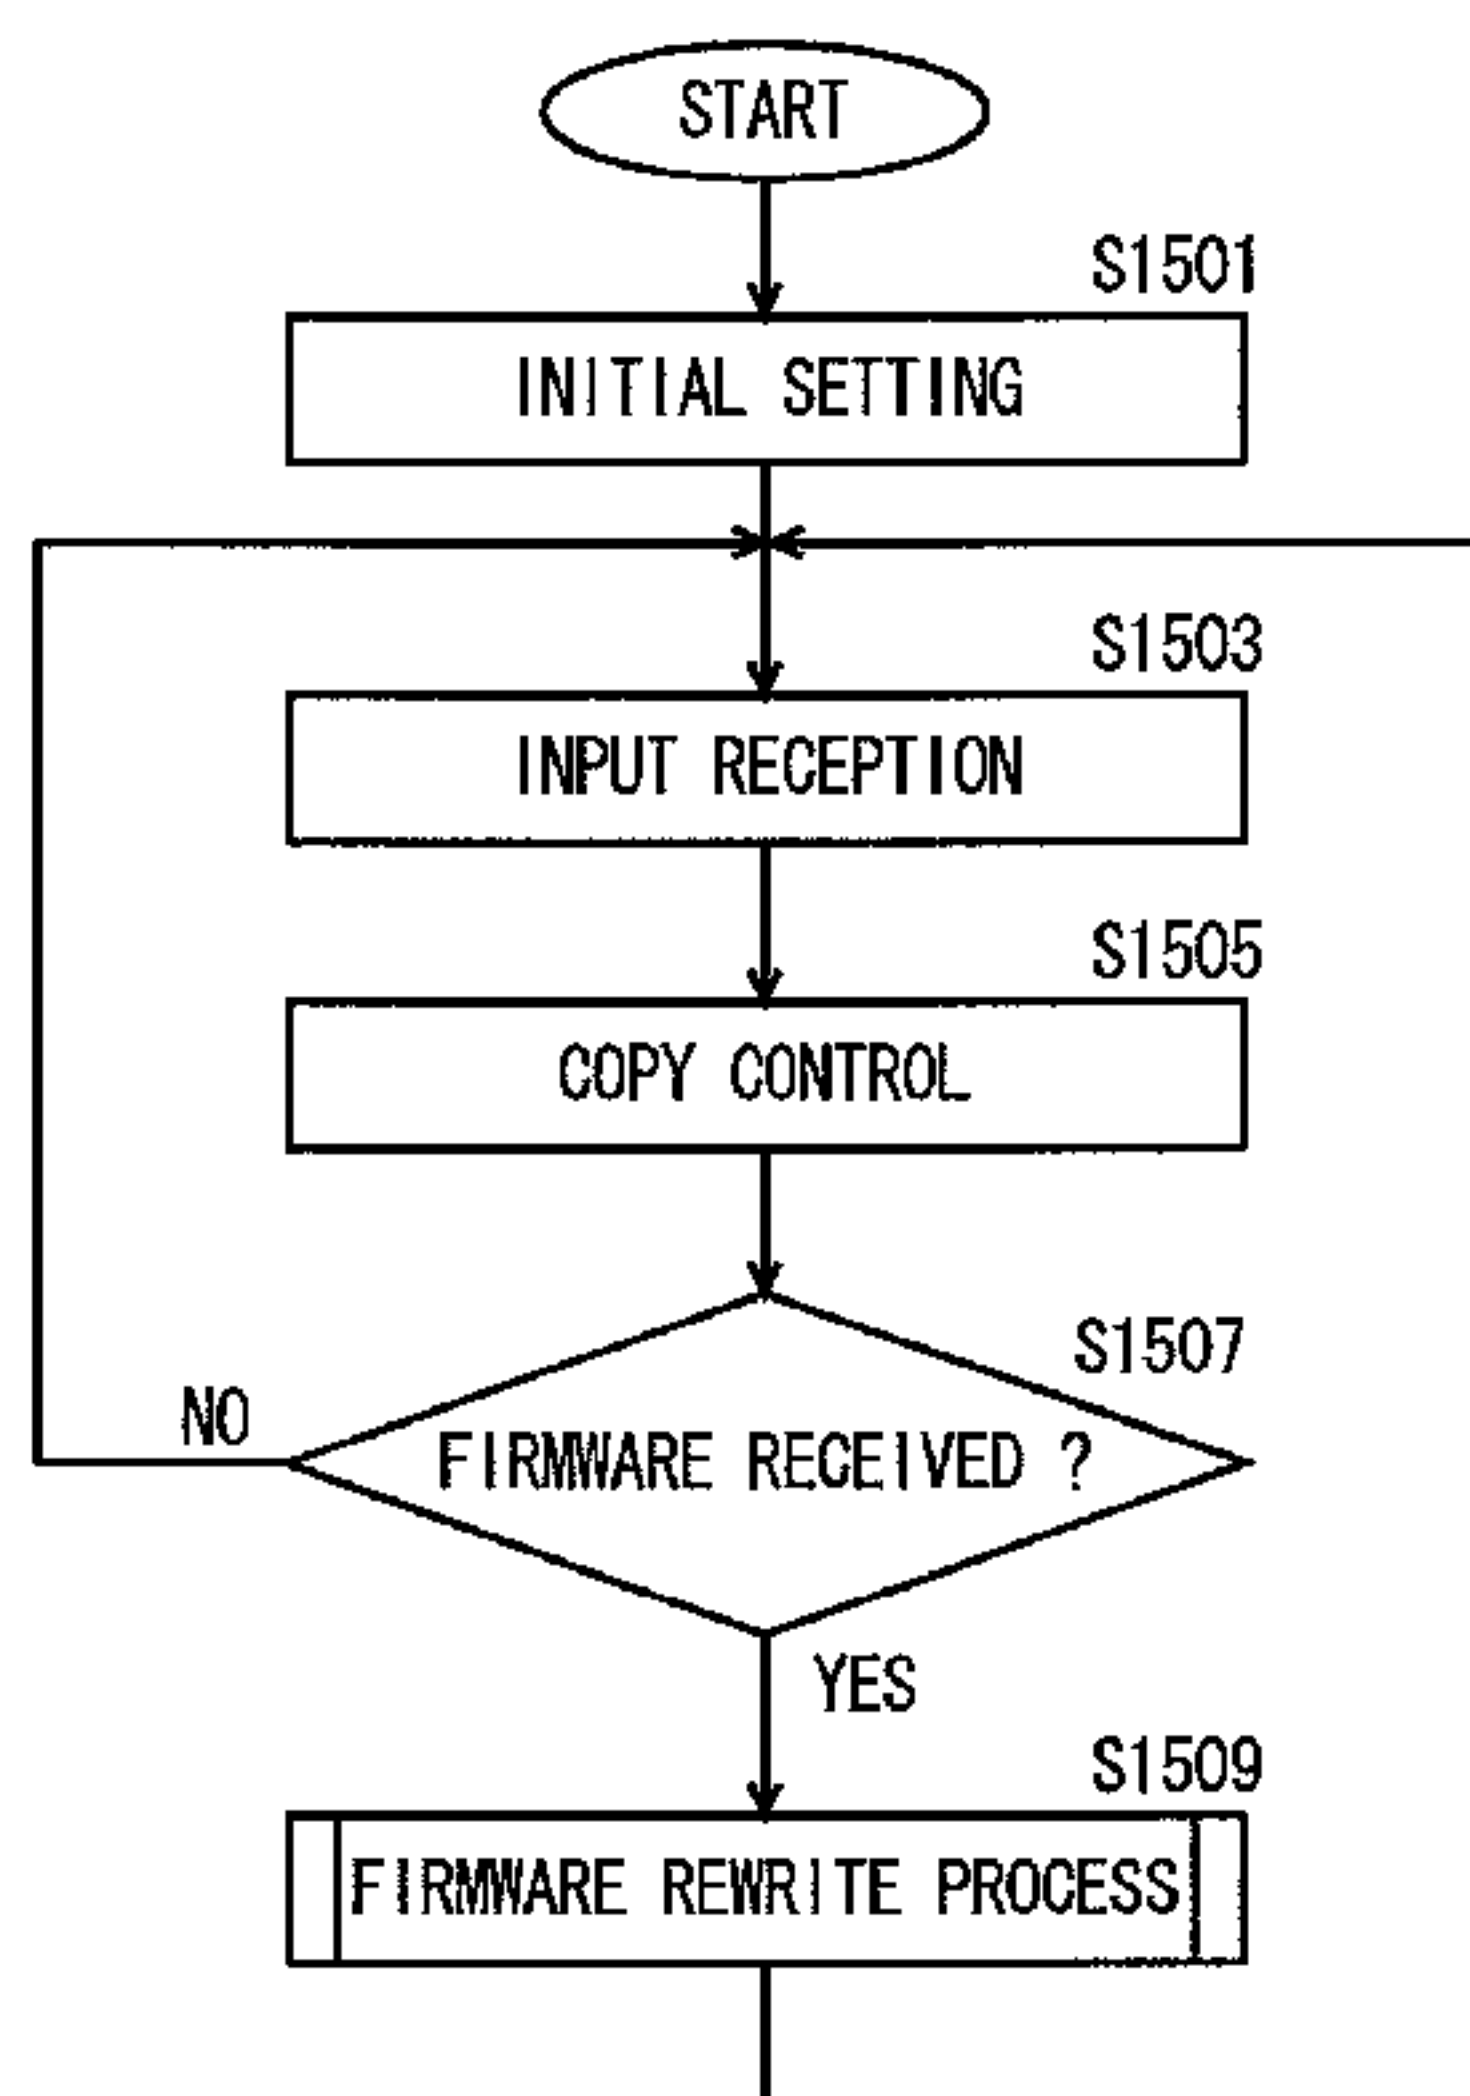 START
S1501
INITIAL SETTING
S1503
INPUT RECEPTION
S1505
COPY CONTROL
S1507
NO
FIRMWARE RECEIVED ?
YES
S1509
FIRMWARE REWRITE PROCESS